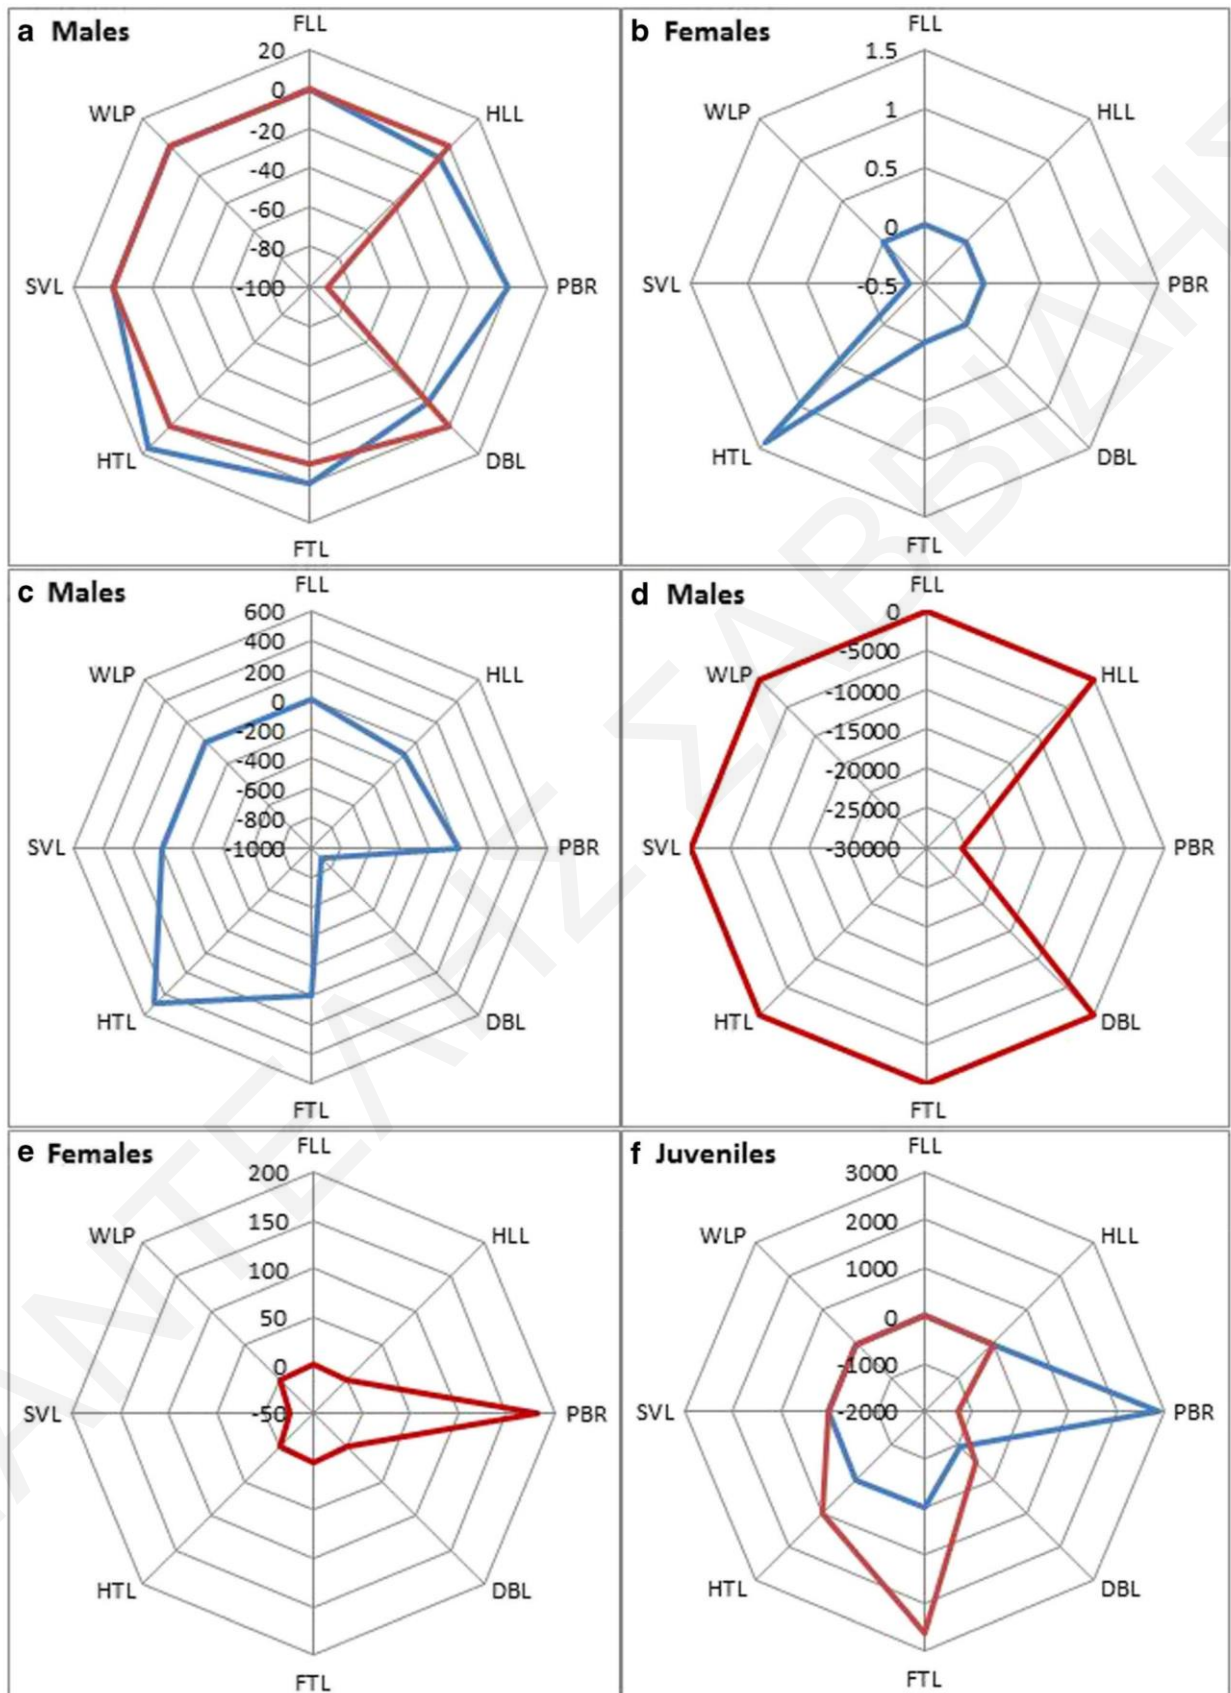 a Males
FLL
20
0
-20
-40
-60
-80
-100
WLP
HLL
SVL
PBR
HTL
DBL
FTL
b Females
FLL
1.5
1
0.5
0
-0.5
WLP
HLL
SVL
PBR
HTL
DBL
FTL
c Males
FLL
600
400
200
0
-200
-400
-600
-800
-1000
WLP
HLL
SVL
PBR
HTL
DBL
FTL
d Males
FLL
0
-5000
-10000
-15000
-20000
-25000
-30000
WLP
HLL
SVL
PBR
HTL
DBL
FTL
e Females
FLL
200
150
100
50
0
-50
WLP
HLL
SVL
PBR
HTL
DBL
FTL
f Juveniles
FLL
3000
2000
1000
0
-1000
-2000
WLP
HLL
SVL
PBR
HTL
DBL
FTL
ΠΑΝΤΕΛΗΣ ΣΑΒΒΙΔΗΣ